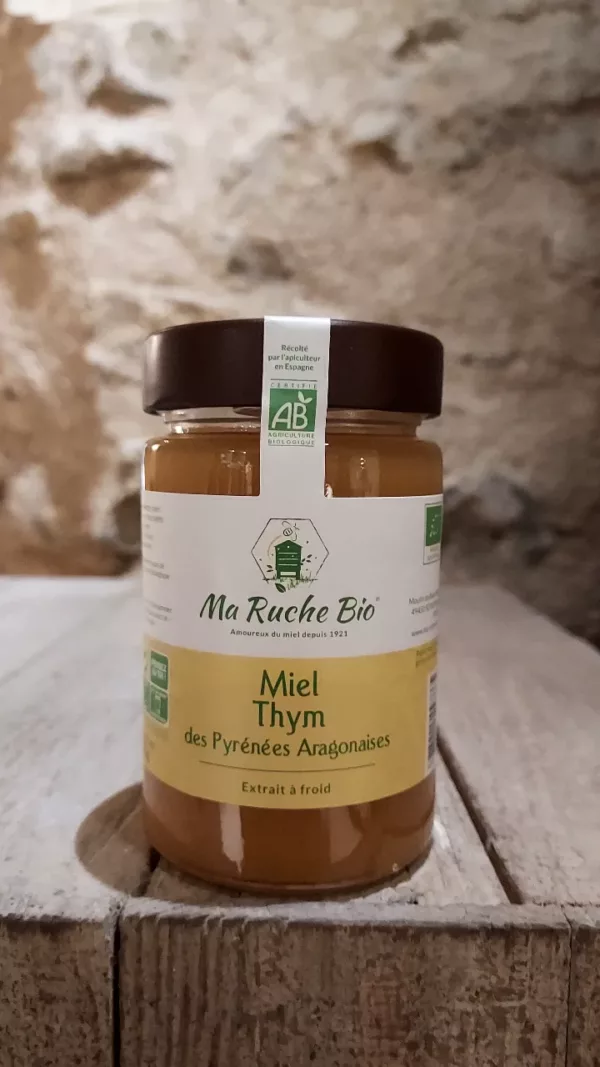 Récolté
par l'apiculteur
en Espagne
CERTIFIÉ
AB
AGRICULTURE
BIOLOGIQUE
Ma Ruche Bio®
Amoureux du miel depuis 1921
Miel
Thym
des Pyrénées Aragonaises
Extrait à froid